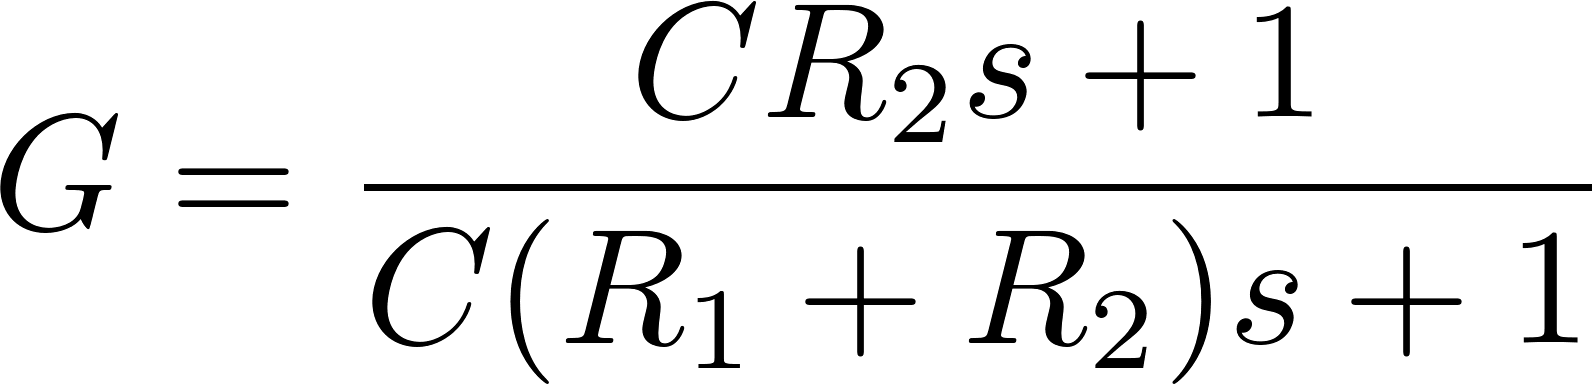 G = \frac{CR_2s + 1}{C(R_1 + R_2)s + 1}